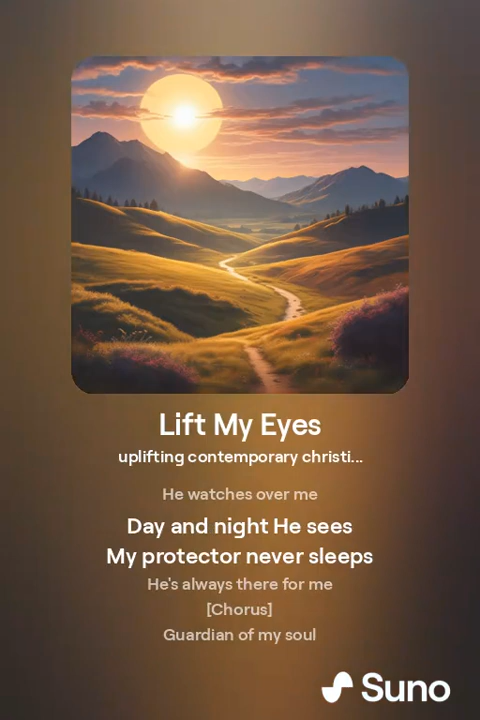 Lift My Eyes
uplifting contemporary christi...
He watches over me
Day and night He sees
My protector never sleeps
He's always there for me
[Chorus]
Guardian of my soul
Suno